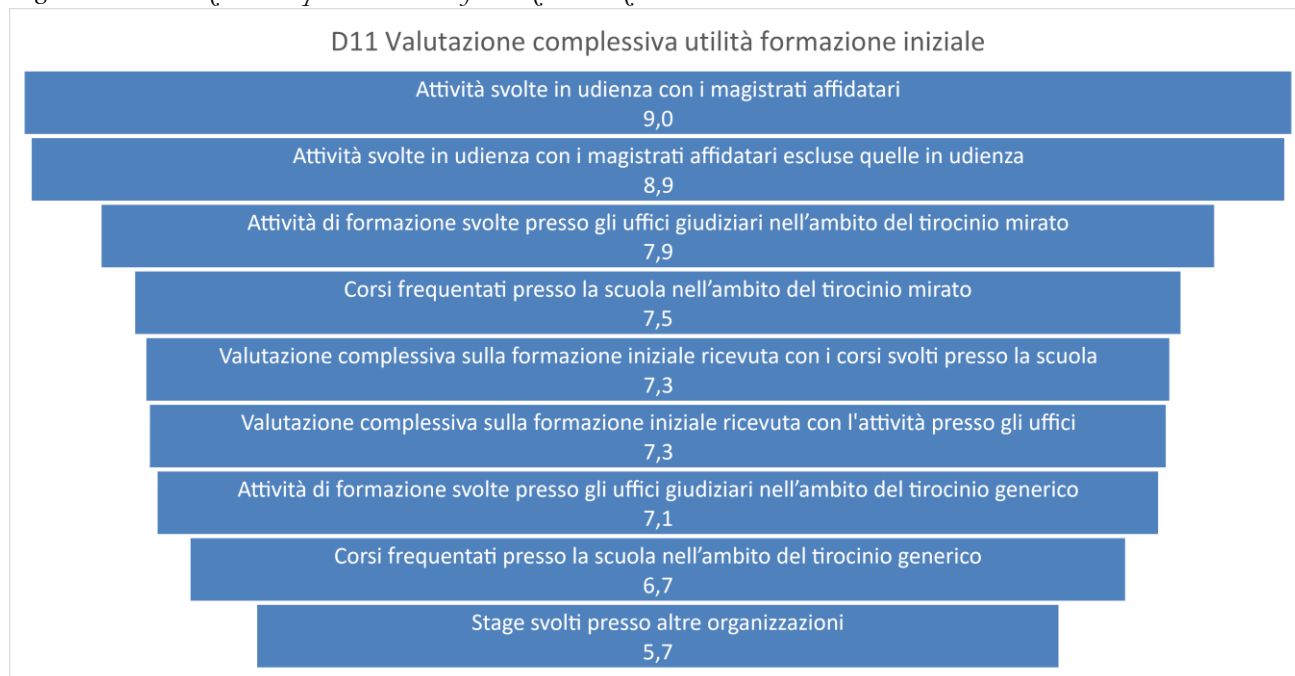 D11 Valutazione complessiva utilità formazione iniziale
Attività svolte in udienza con i magistrati affidatari
9,0
Attività svolte in udienza con i magistrati affidatari escluse quelle in udienza
8,9
Attività di formazione svolte presso gli uffici giudiziari nell’ambito del tirocinio mirato
7,9
Corsi frequentati presso la scuola nell’ambito del tirocinio mirato
7,5
Valutazione complessiva sulla formazione iniziale ricevuta con i corsi svolti presso la scuola
7,3
Valutazione complessiva sulla formazione iniziale ricevuta con l'attività presso gli uffici
7,3
Attività di formazione svolte presso gli uffici giudiziari nell’ambito del tirocinio generico
7,1
Corsi frequentati presso la scuola nell’ambito del tirocinio generico
6,7
Stage svolti presso altre organizzazioni
5,7